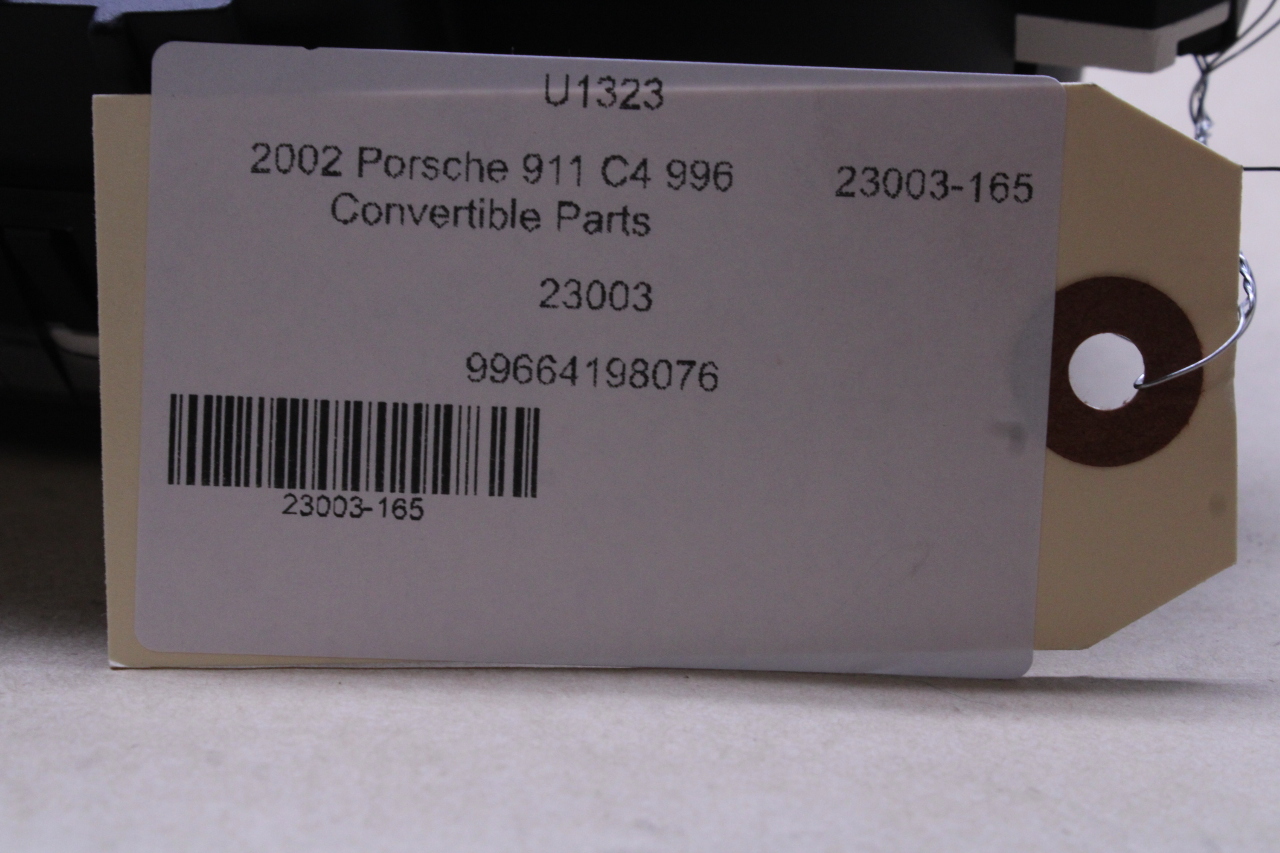 U1323
2002 Porsche 911 C4 996
Convertible Parts
23003-165
23003
99664198076
23003-165